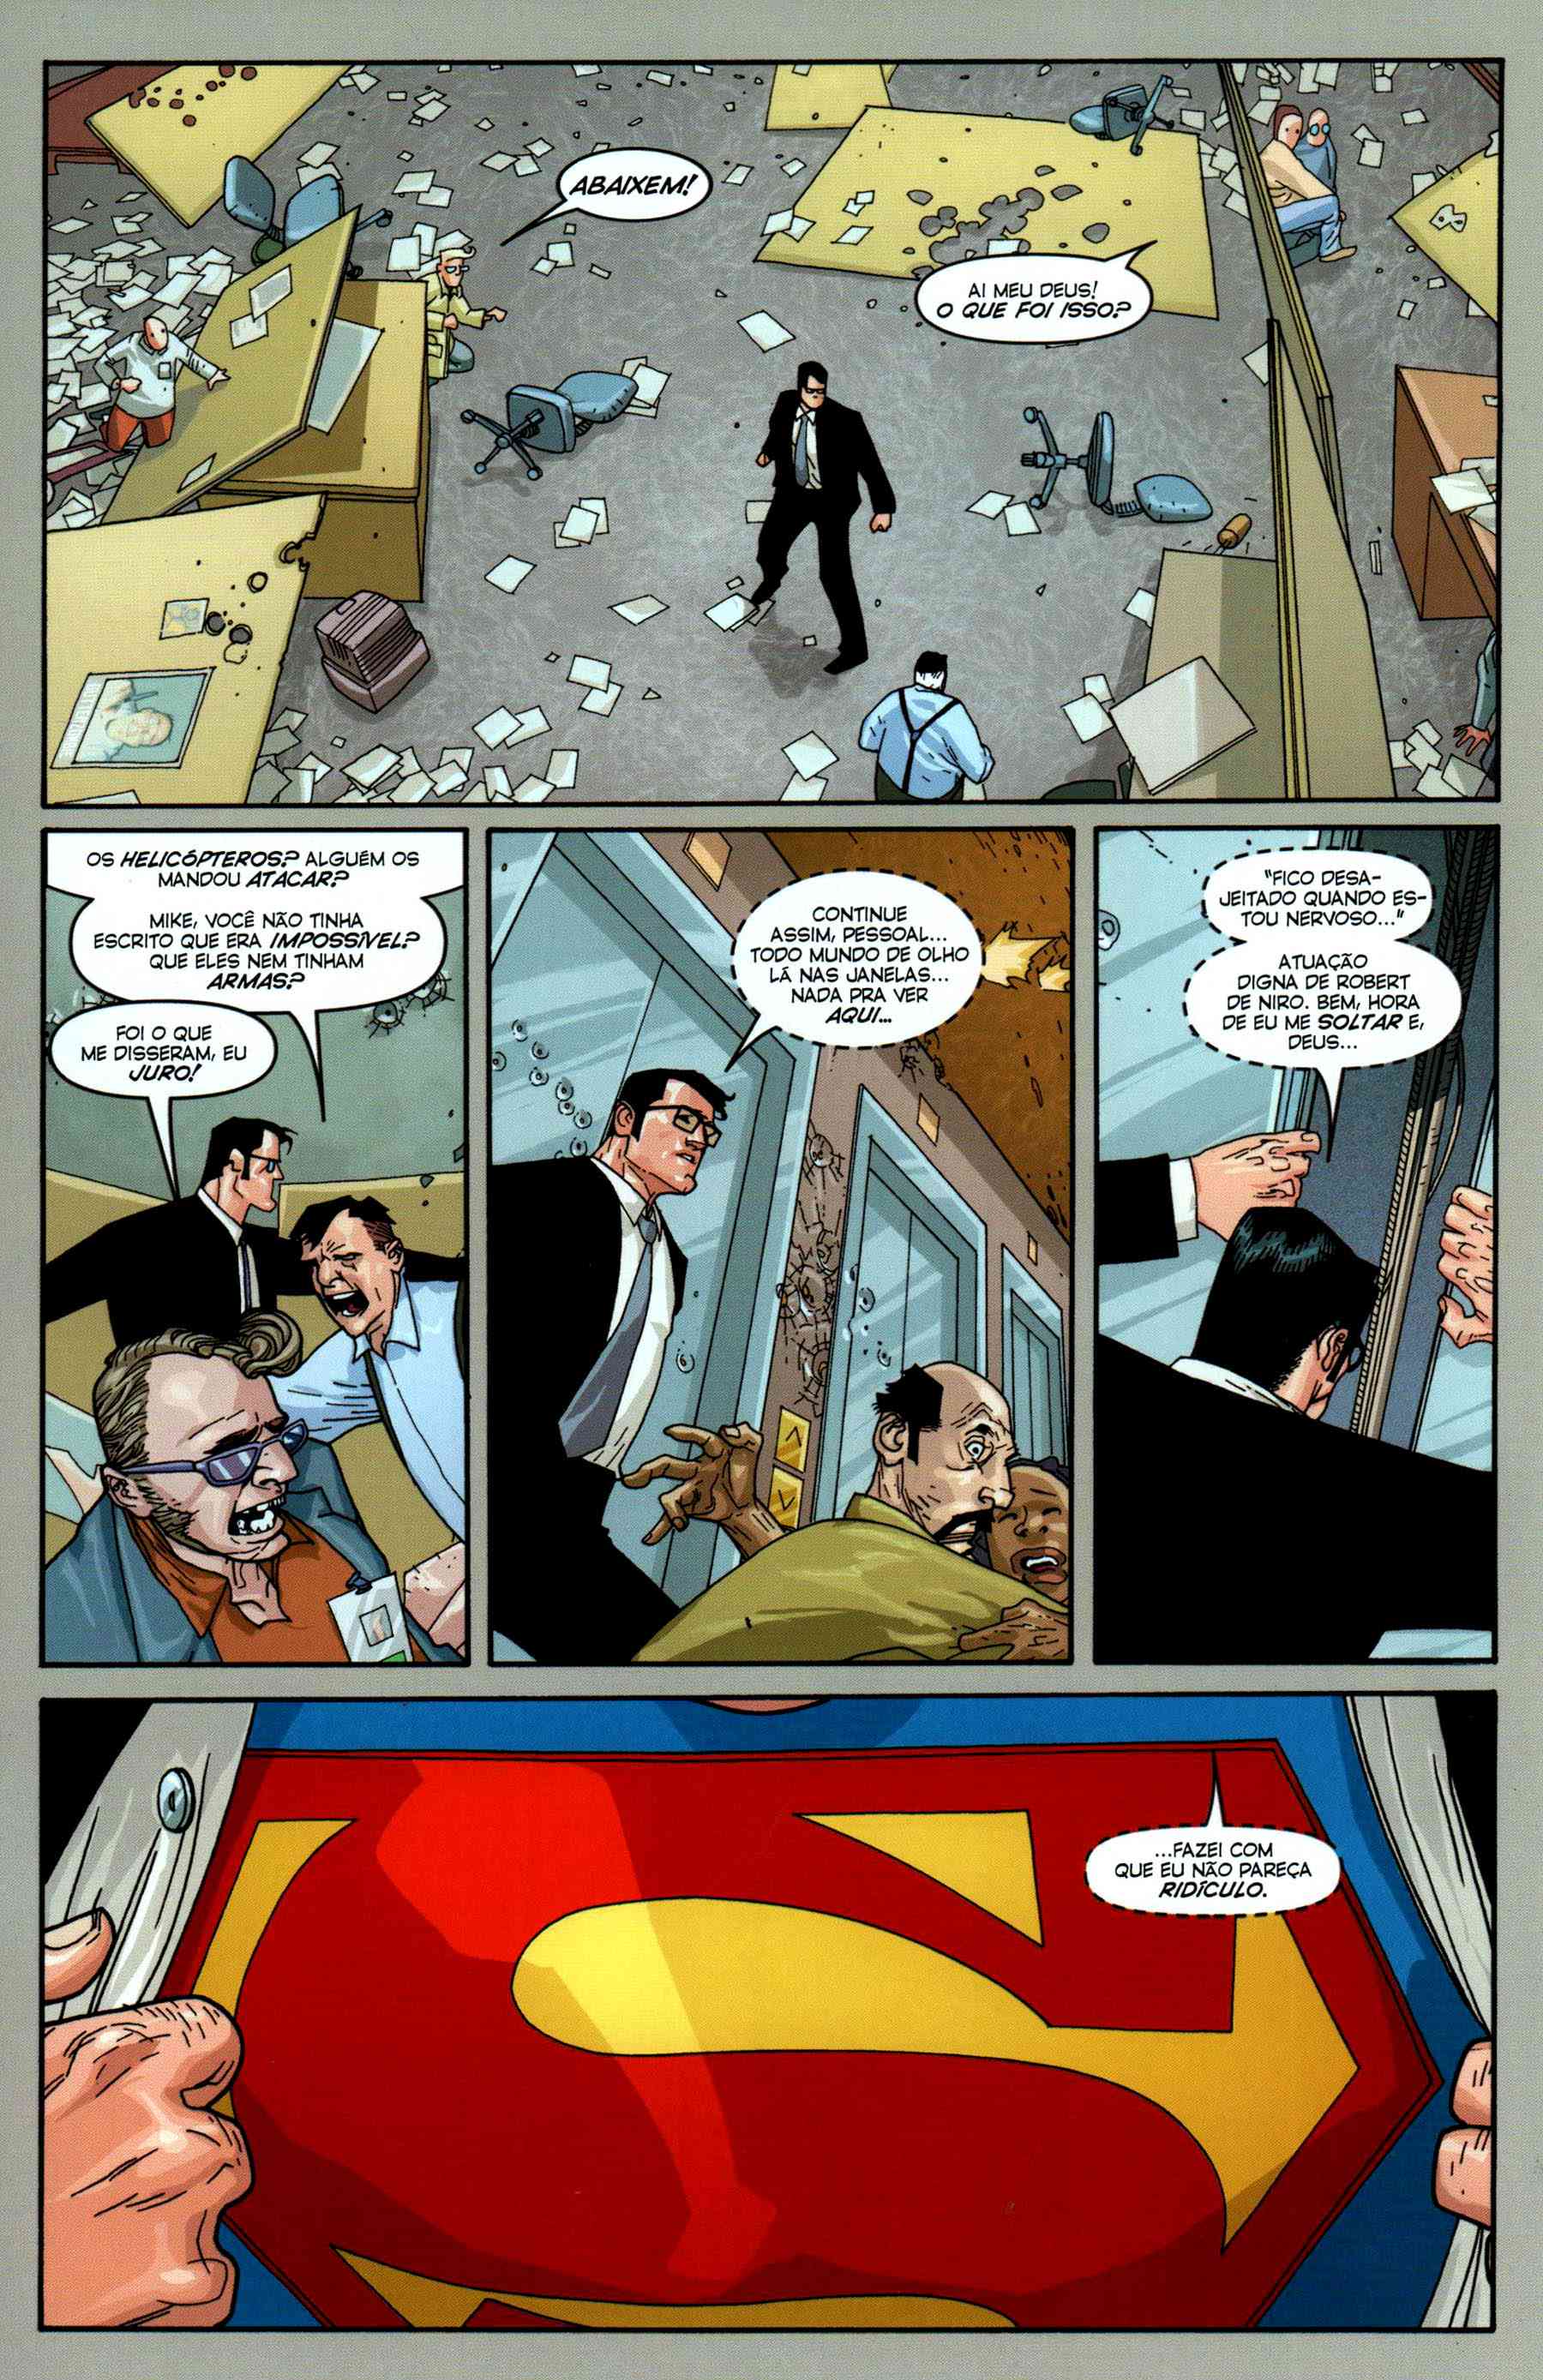 ABAIXEM!
AI MEU DEUS!
O QUE FOI ISSO?
OS HELICÓPTEROS? ALGUÉM OS
MANDOU ATACAR?
MIKE, VOCÊ NÃO TINHA
ESCRITO QUE ERA IMPOSSÍVEL?
QUE ELES NEM TINHAM
ARMAS?
FOI O QUE
ME DISSERAM, EU
JURO!
CONTINUE
ASSIM, PESSOAL...
TODO MUNDO DE OLHO
LÁ NAS JANELAS...
NADA PRA VER
AQUI...
"FICO DESA-
JEITADO QUANDO ES-
TOU NERVOSO..."
ATUAÇÃO
DIGNA DE ROBERT
DE NIRO. BEM, HORA
DE EU ME SOLTAR E,
DEUS...
...FAZEI COM
QUE EU NÃO PAREÇA
RIDÍCULO.